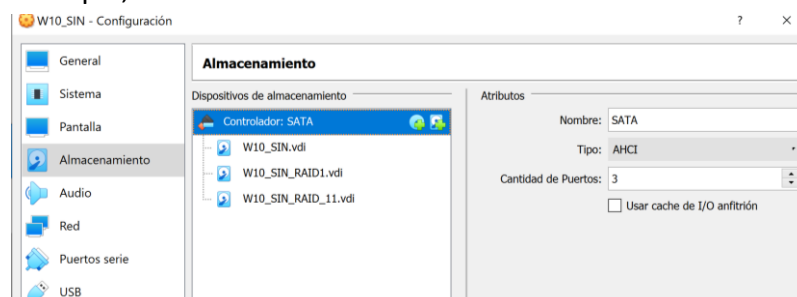 W10_SIN - Configuración ? ×
General
Sistema
Pantalla
Almacenamiento
Audio
Red
Puertos serie
USB
Almacenamiento
Dispositivos de almacenamiento
Controlador: SATA
W10_SIN.vdi
W10_SIN_RAID1.vdi
W10_SIN_RAID_11.vdi
Atributos
Nombre: SATA
Tipo: AHCI
Cantidad de Puertos: 3
Usar cache de I/O anfitrión